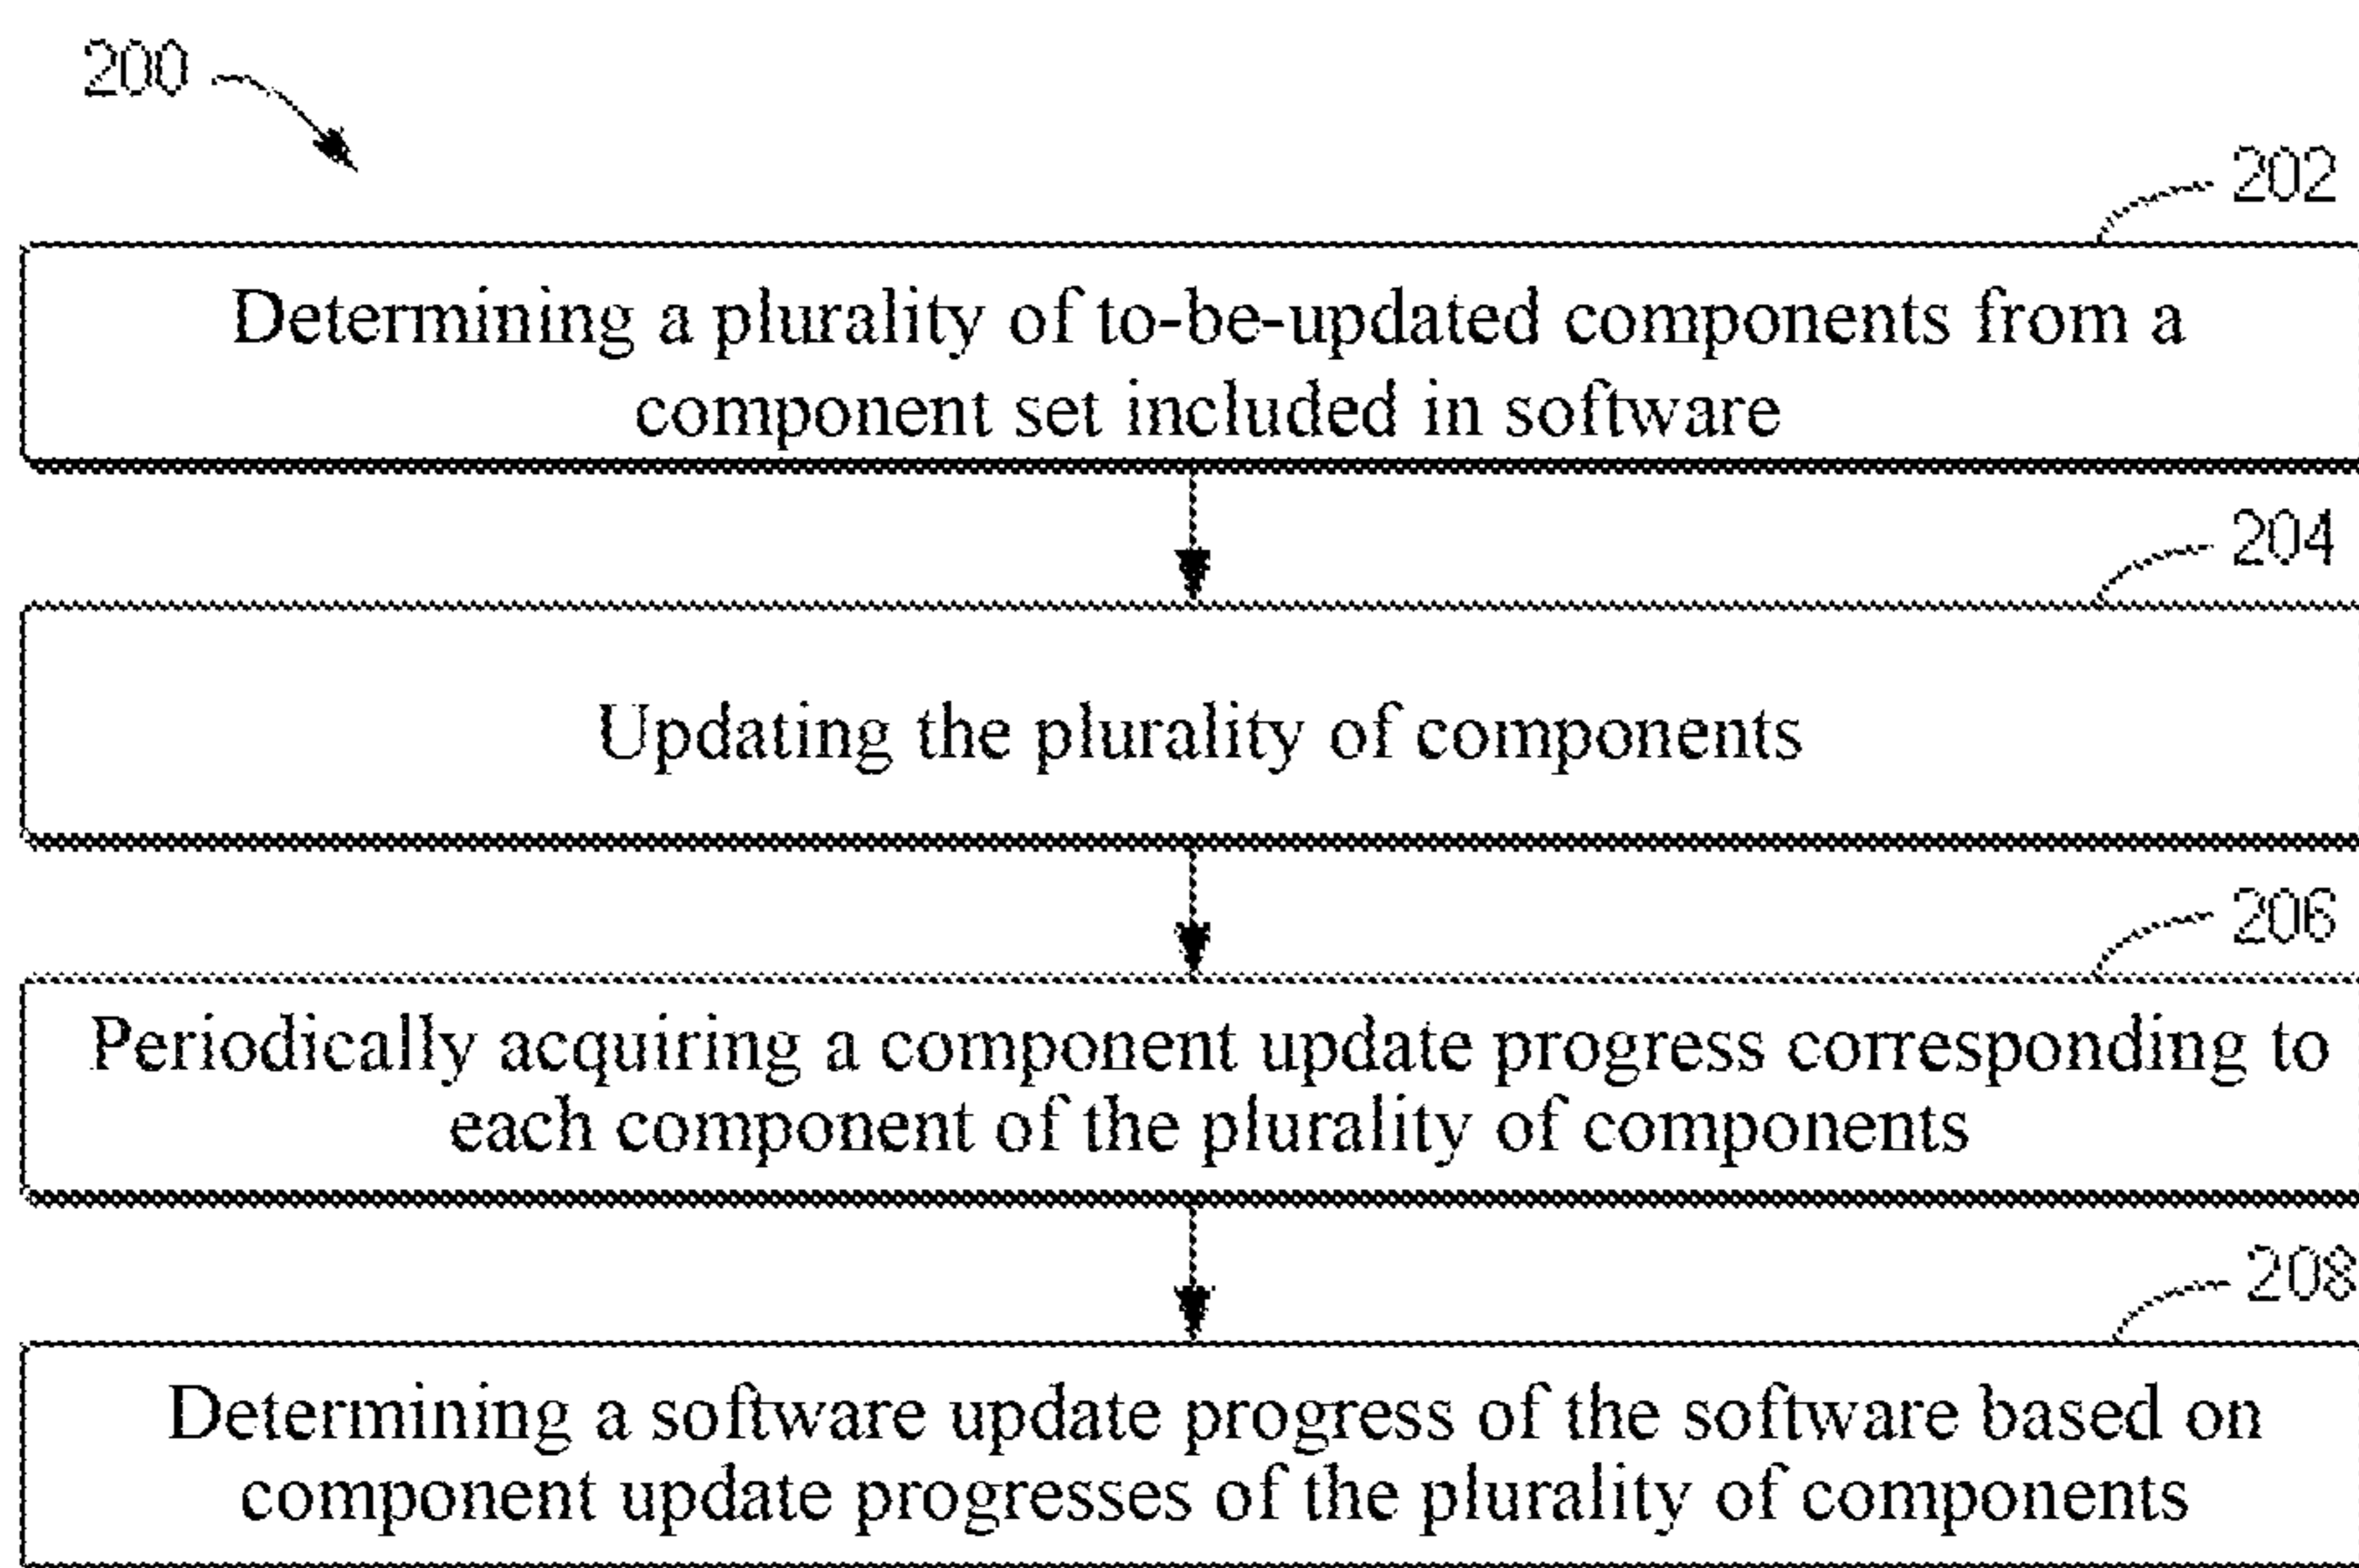 200
202
Determining a plurality of to-be-updated components from a
component set included in software
204
Updating the plurality of components
206
Periodically acquiring a component update progress corresponding to
each component of the plurality of components
208
Determining a software update progress of the software based on
component update progresses of the plurality of components